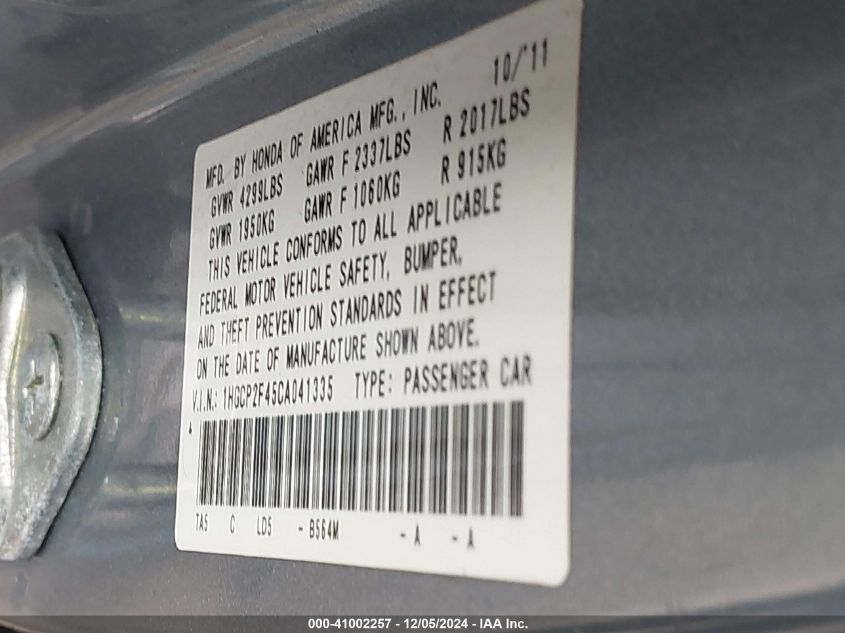 10/'11
MFD. BY HONDA OF AMERICA MFG., INC.
GVWR 4299LBS GAWR F 2337LBS R 2017LBS
GVWR 1950KG GAWR F 1060KG R 915KG
THIS VEHICLE CONFORMS TO ALL APPLICABLE
FEDERAL MOTOR VEHICLE SAFETY, BUMPER,
AND THEFT PREVENTION STANDARDS IN EFFECT
ON THE DATE OF MANUFACTURE SHOWN ABOVE.
V.I.N.: 1HGCP2F45CA041335 TYPE: PASSENGER CAR
TA5 C LD5 - B564M - A - A
000-41002257 - 12/05/2024 - IAA Inc.